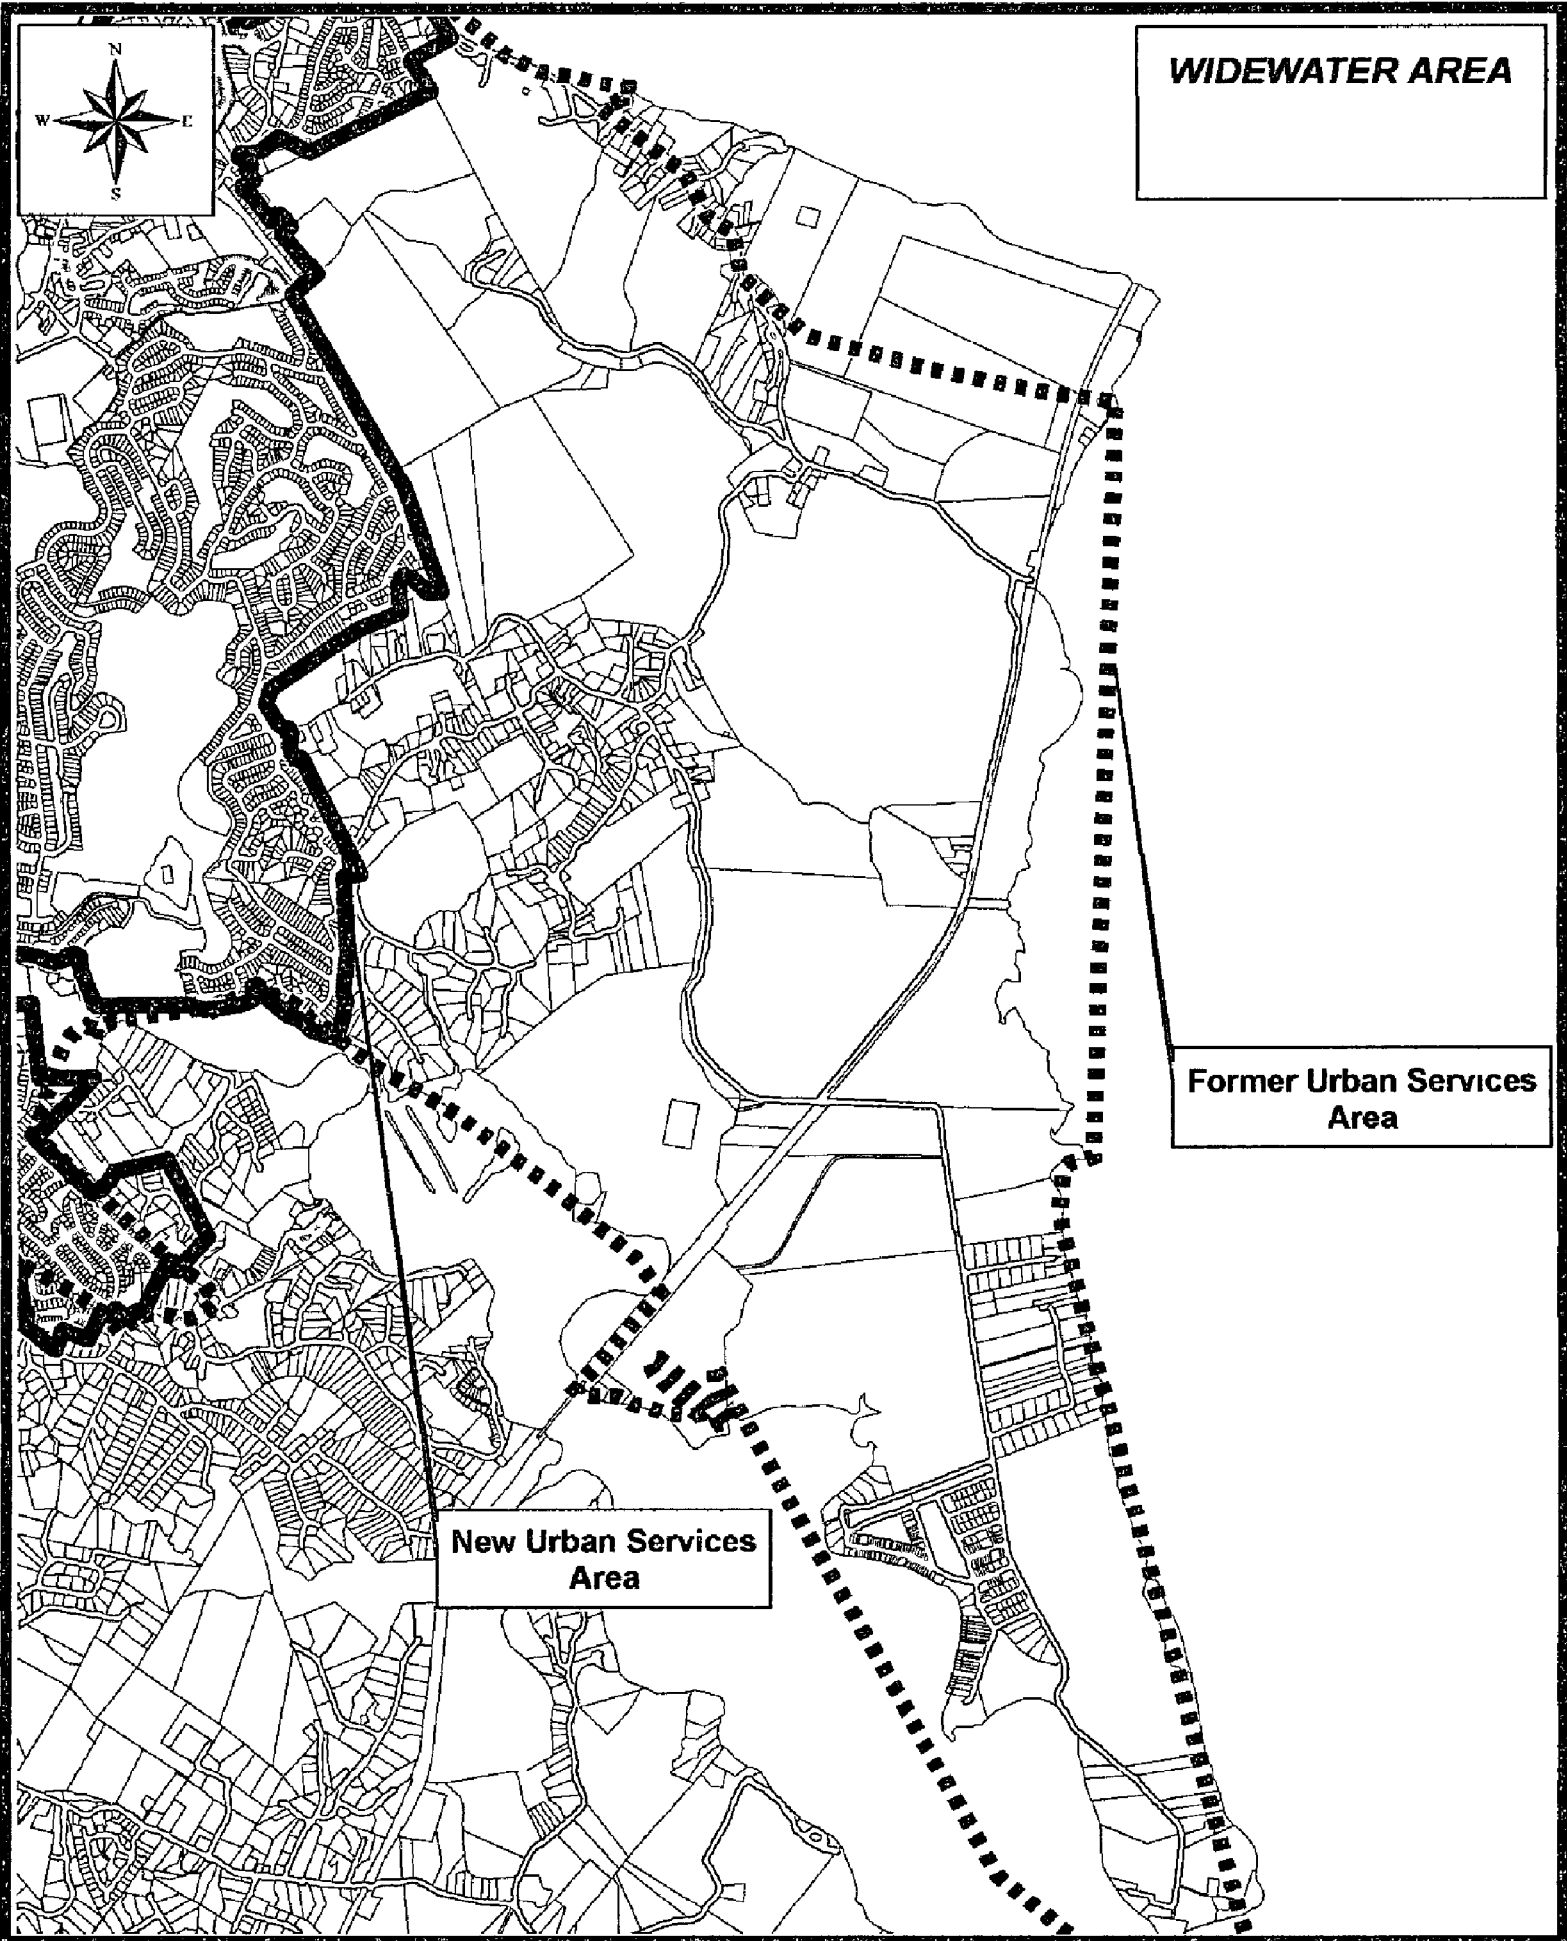 N
W E
S
WIDEWATER AREA
Former Urban Services
Area
New Urban Services
Area